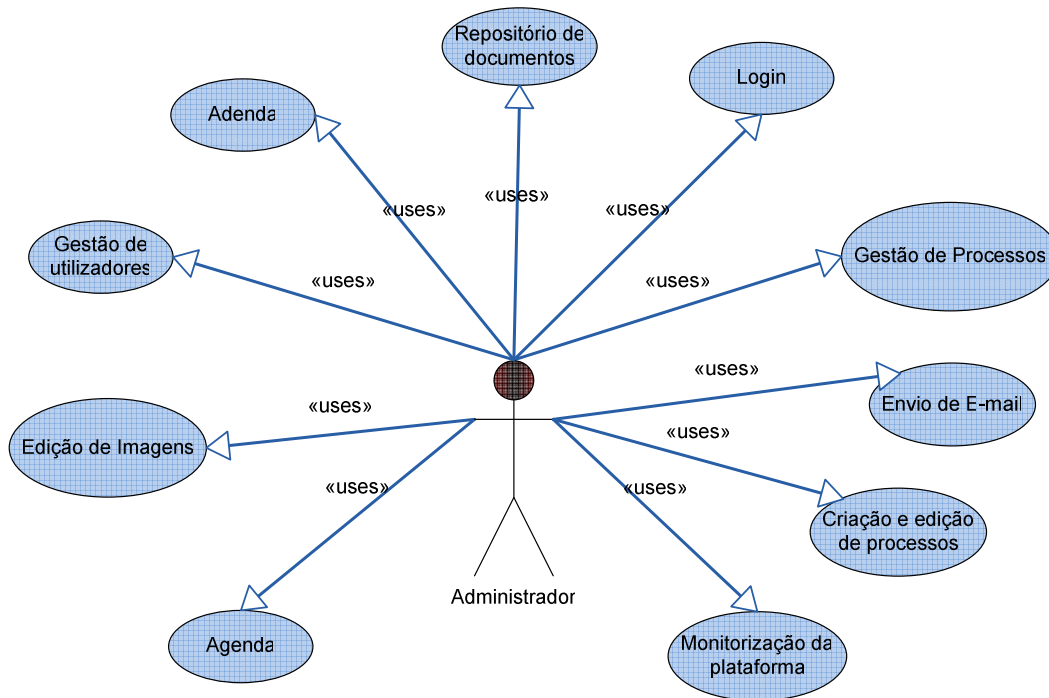 Repositório de
documentos
Login
Adenda
«uses»
«uses»
«uses»
Gestão de
utilizadores
«uses»
«uses»
Gestão de Processos
«uses»
Envio de E-mail
«uses»
«uses»
Edição de Imagens
«uses»
«uses»
Criação e edição
de processos
Administrador
Agenda
Monitorização da
plataforma